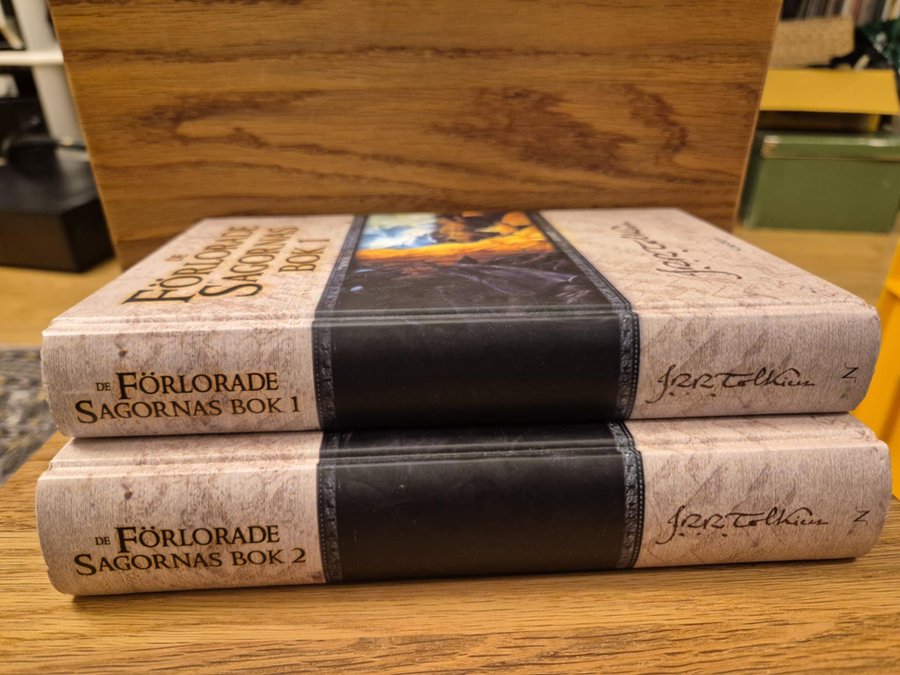 DE
FÖRLORADE
SAGORNAS
BOK 1
J.R.R. Tolkien
DE FÖRLORADE
SAGORNAS BOK 1
J.R.R. Tolkien
Z
DE FÖRLORADE
SAGORNAS BOK 2
J.R.R. Tolkien
Z